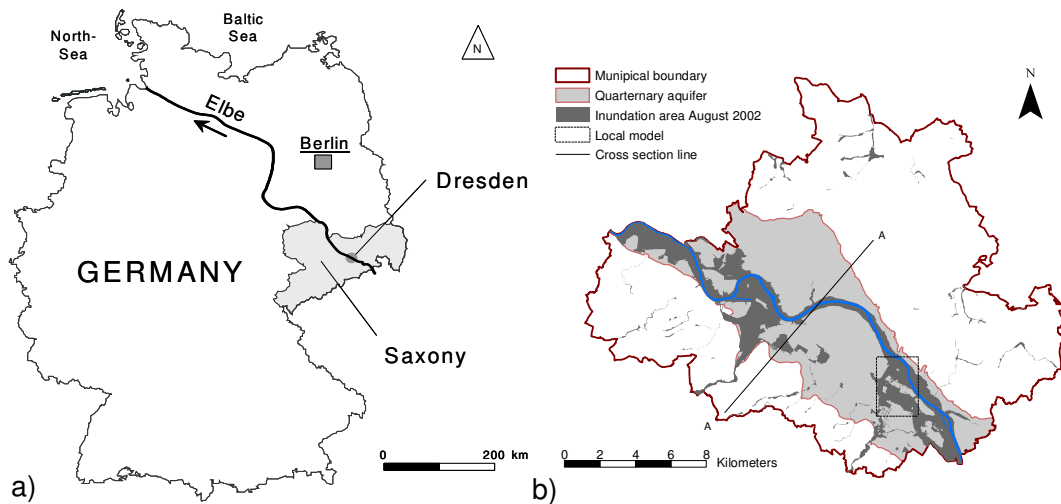 North-
Sea
Baltic
Sea
N
Elbe
Berlin
Dresden
GERMANY
Saxony
0
200 km
a)
Munipical boundary
Quarternary aquifer
Inundation area August 2002
Local model
Cross section line
N
A
A
0 1 2 4 6 8
Kilometers
b)